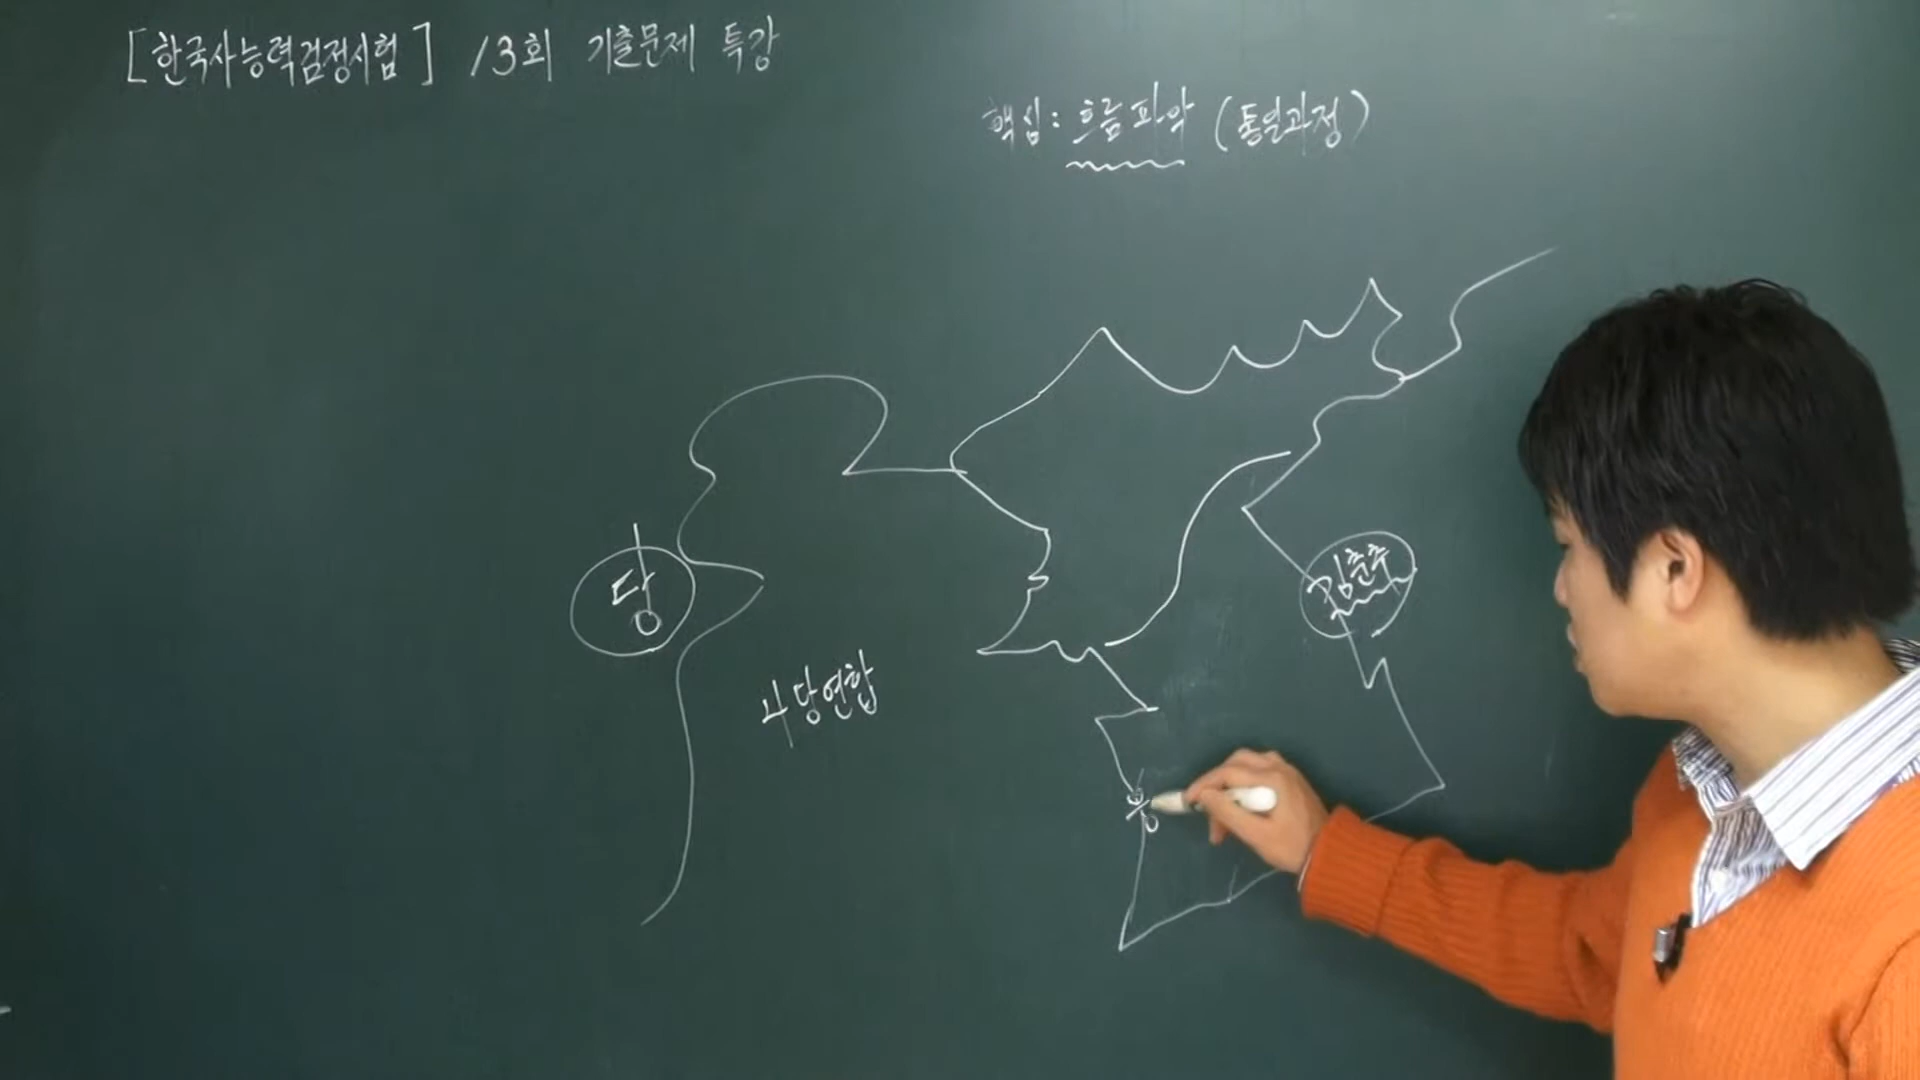 [한국사능력검정시험] 13회 기출문제 특강
핵심: 흐름파악 (통일과정)
당
김춘추
나당연합
웅